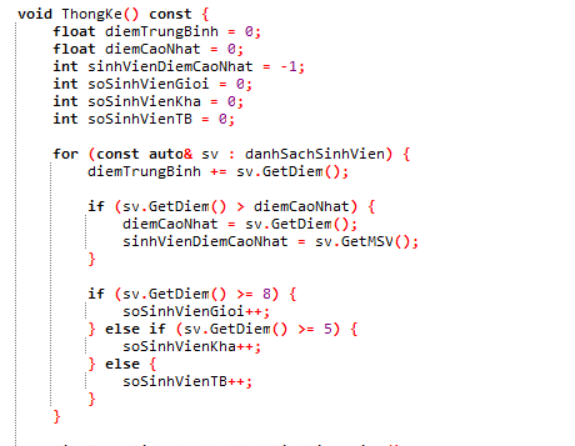 void ThongKe() const {
float diemTrungBinh = 0;
float diemCaoNhat = 0;
int sinhVienDiemCaoNhat = -1;
int soSinhVienGioi = 0;
int soSinhVienKha = 0;
int soSinhVienTB = 0;
for (const auto& sv : danhSachSinhVien) {
diemTrungBinh += sv.GetDiem();
if (sv.GetDiem() > diemCaoNhat) {
diemCaoNhat = sv.GetDiem();
sinhVienDiemCaoNhat = sv.GetMSV();
}
if (sv.GetDiem() >= 8) {
soSinhVienGioi++;
} else if (sv.GetDiem() >= 5) {
soSinhVienKha++;
} else {
soSinhVienTB++;
}
}